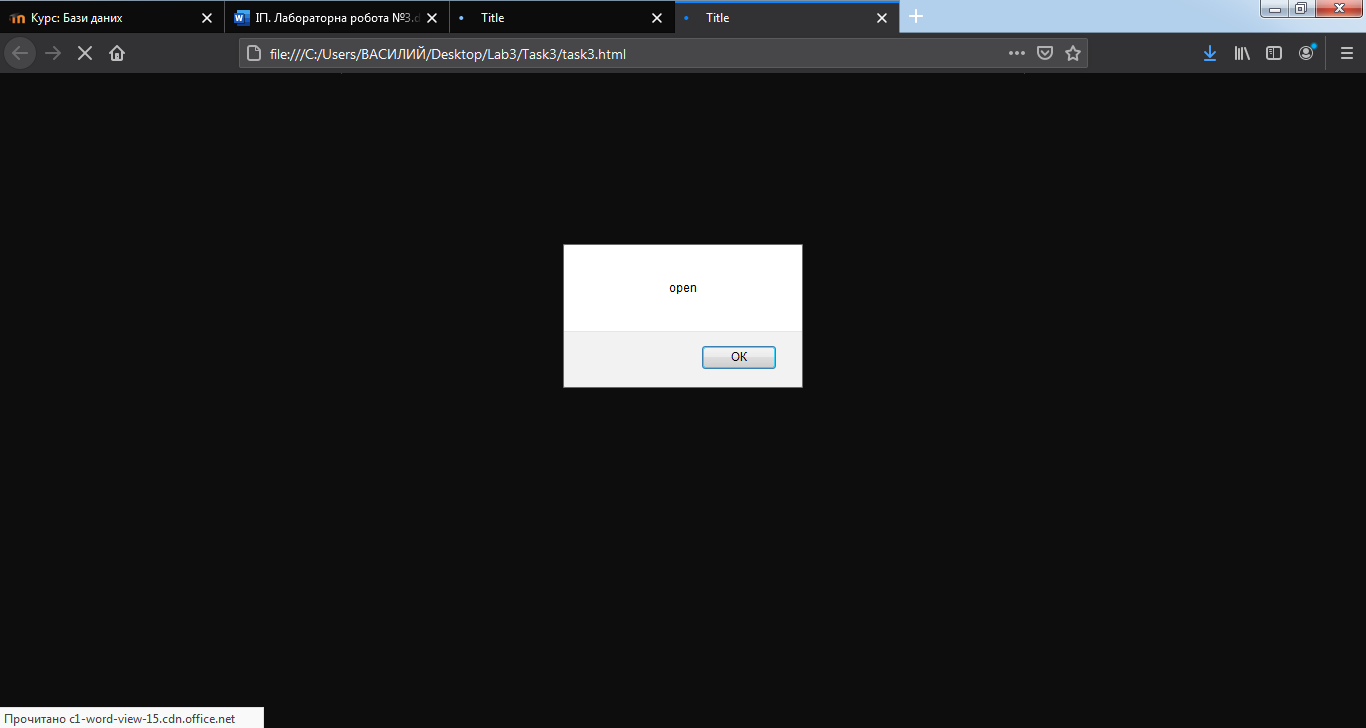 Курс: Бази даних
ІП. Лабораторна робота №3.d
Title
Title
file:///C:/Users/ВАСИЛИЙ/Desktop/Lab3/Task3/task3.html
open
OK
Прочитано c1-word-view-15.cdn.office.net